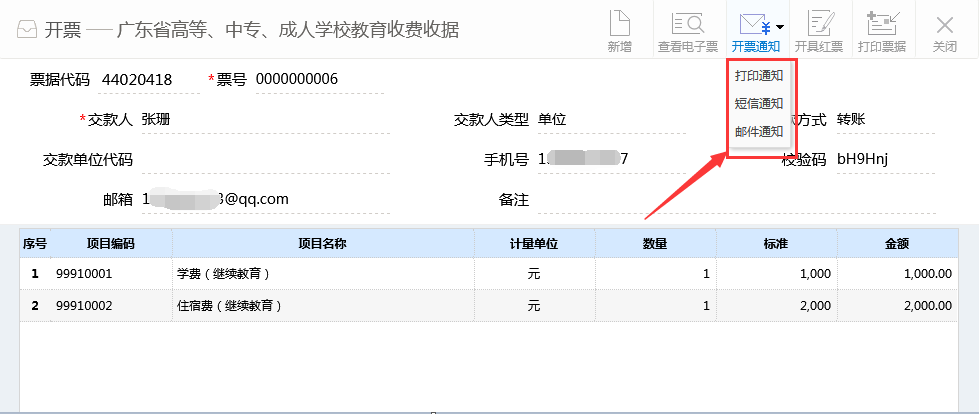 开票 —— 广东省高等、中专、成人学校教育收费收据
新增 查看电子票 开票通知 开具红票 打印票据 关闭
打印通知
短信通知
邮件通知
票据代码 44020418 *票号 0000000006
*交款人 张珊 交款人类型 单位 方式 转账
交款单位代码 手机号 1 7 校验码 bH9Hnj
邮箱 1 3@qq.com 备注
序号 项目编码 项目名称 计量单位 数量 标准 金额
1 99910001 学费（继续教育） 元 1 1,000 1,000.00
2 99910002 住宿费（继续教育） 元 1 2,000 2,000.00